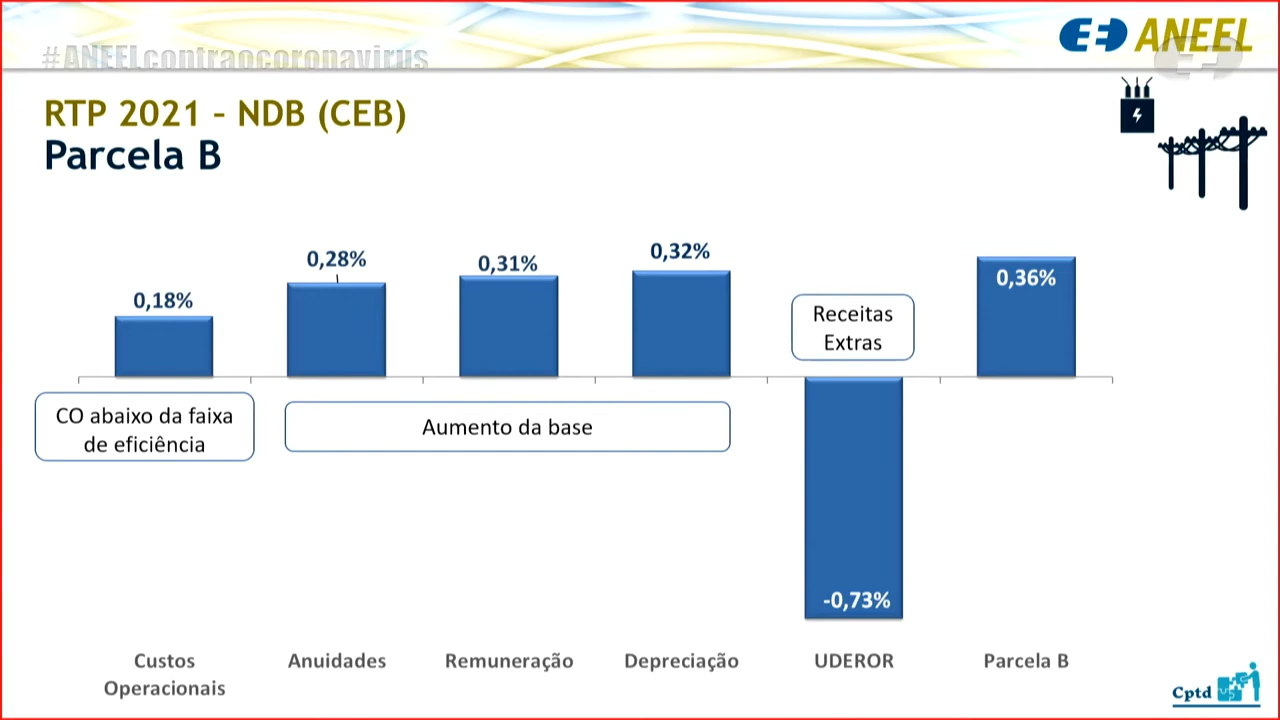 #ANEELcontraocoronavirus
ANEEL
RTP 2021 – NDB (CEB)
Parcela B
0,18%
0,28%
0,31%
0,32%
0,36%
Receitas
Extras
CO abaixo da faixa
de eficiência
Aumento da base
-0,73%
Custos
Operacionais
Anuidades
Remuneração
Depreciação
UDEROR
Parcela B
Cptd